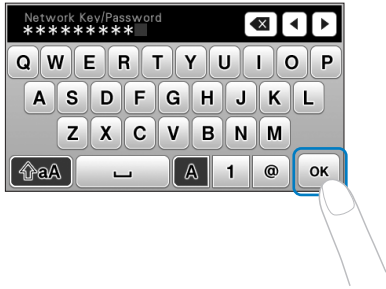 Network Key/Password
*********
Q W E R T Y U I O P
A S D F G H J K L
Z X C V B N M
aA A 1 @ OK